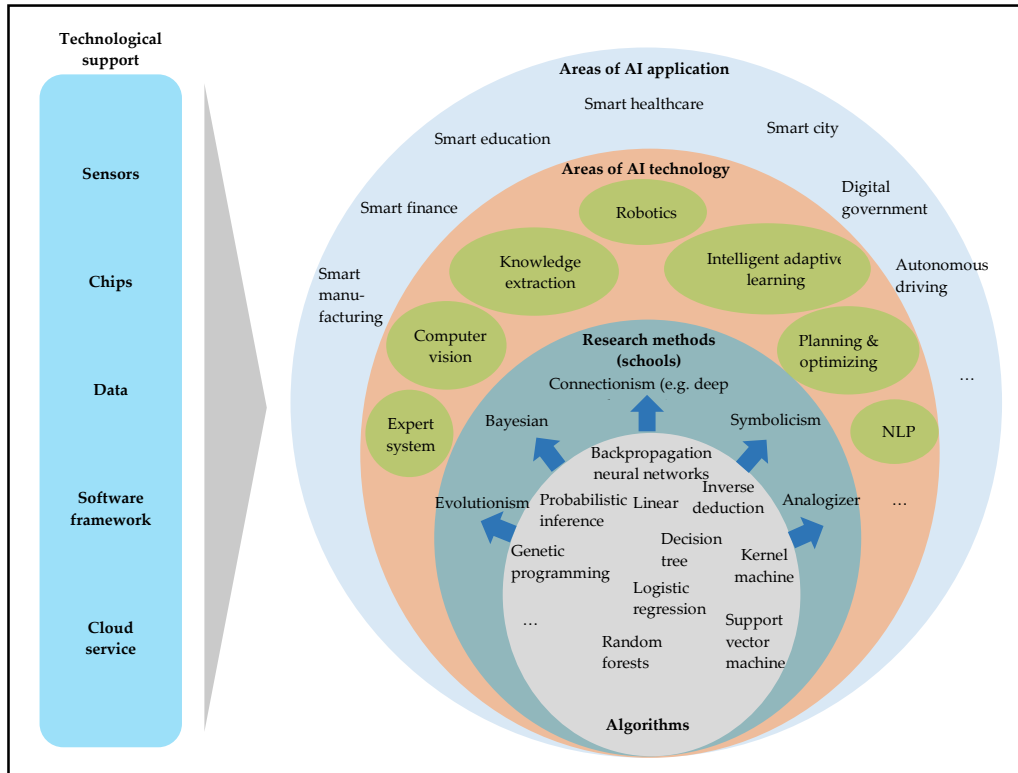 Technological
support
Sensors
Chips
Data
Software
framework
Cloud
service
Areas of AI application
Smart healthcare
Smart education
Smart city
Smart finance
Digital
government
Smart
manu-
facturing
Autonomous
driving
…
Areas of AI technology
Robotics
Knowledge
extraction
Intelligent adaptive
learning
Computer
vision
Planning &
optimizing
Expert
system
NLP
…
Research methods
(schools)
Connectionism (e.g. deep
Bayesian
Symbolicism
Evolutionism
Analogizer
Backpropagation
neural networks
Probabilistic
inference
Linear
Inverse
deduction
Genetic
programming
Decision
tree
Kernel
machine
Logistic
regression
…
Random
forests
Support
vector
machine
Algorithms